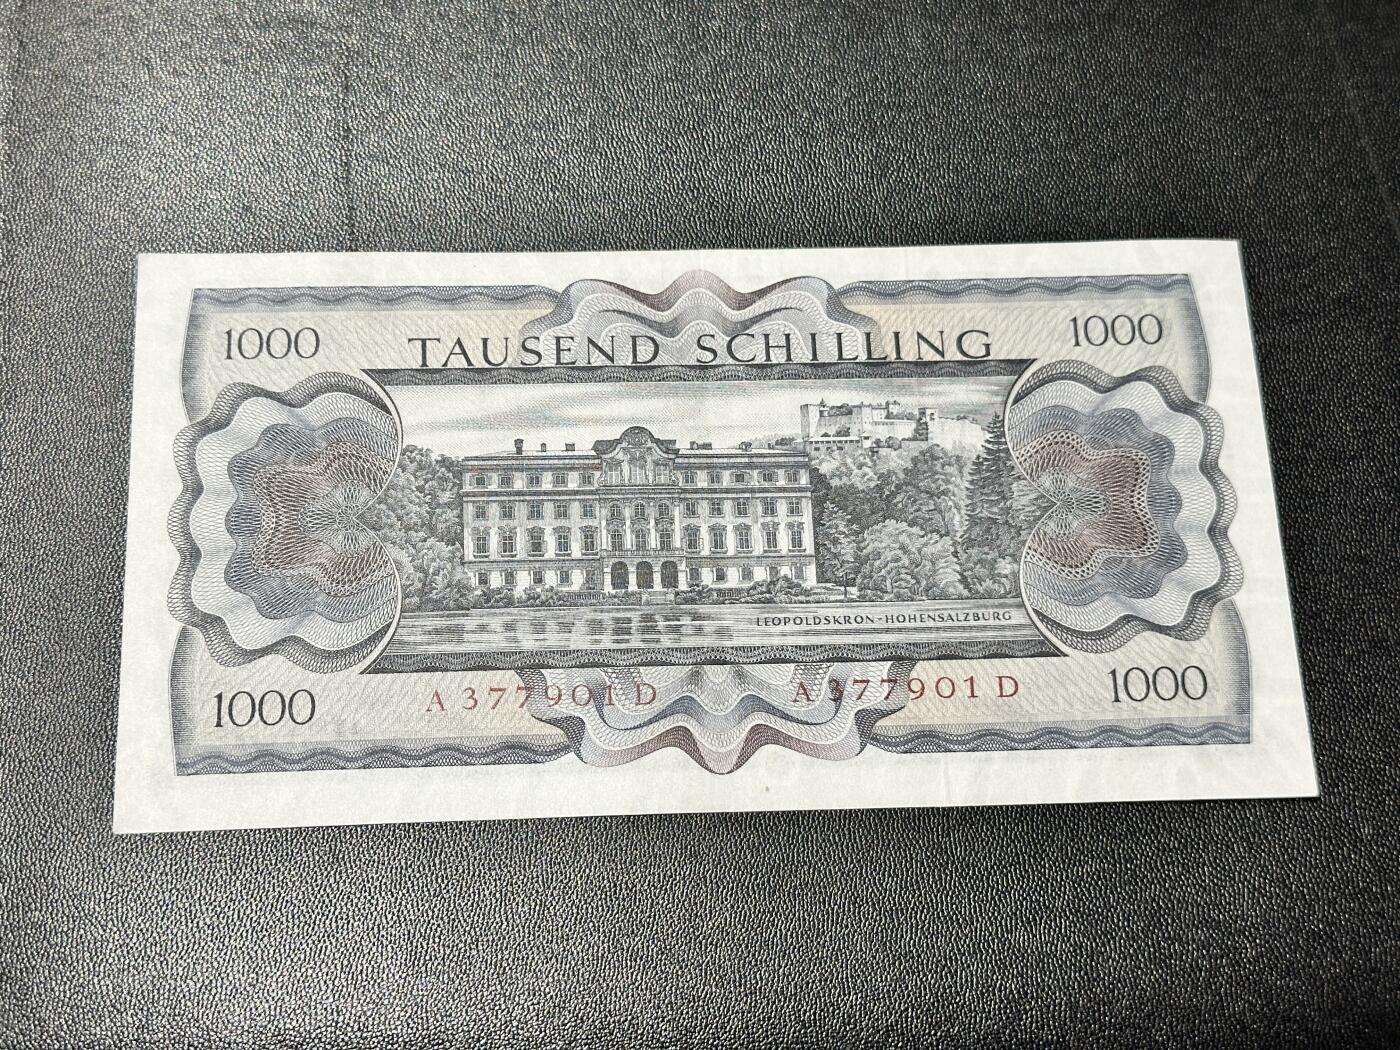 1000 TAUSEND SCHILLING 1000
LEOPOLDSKRON-HOHENSALZBURG
1000 A 377901 D A 377901 D 1000